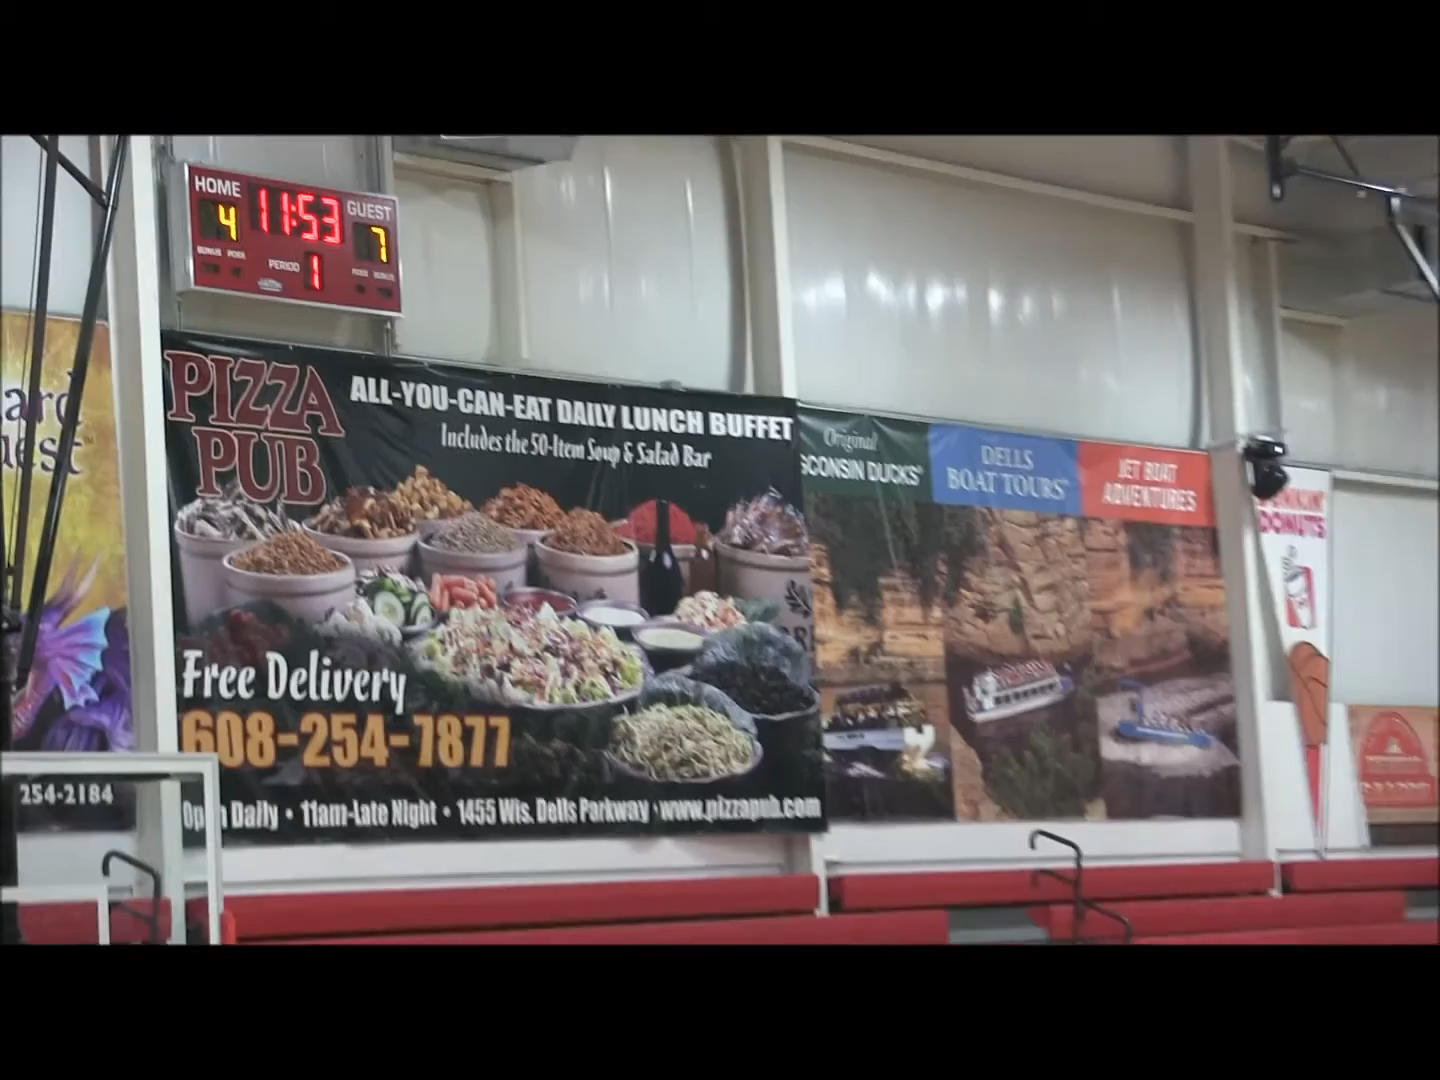 HOME
11:53
GUEST
4
7
PERIOD
1
PIZZA
PUB
ALL-YOU-CAN-EAT DAILY LUNCH BUFFET
Includes the 50-Item Soup & Salad Bar
Free Delivery
608-254-7877
Open Daily • 11am-Late Night • 1455 Wis. Dells Parkway · www.pizzapub.com
254-2184
Original
SCONSIN DUCKS®
DELLS
BOAT TOURS®
JET BOAT
ADVENTURES
DONUTS